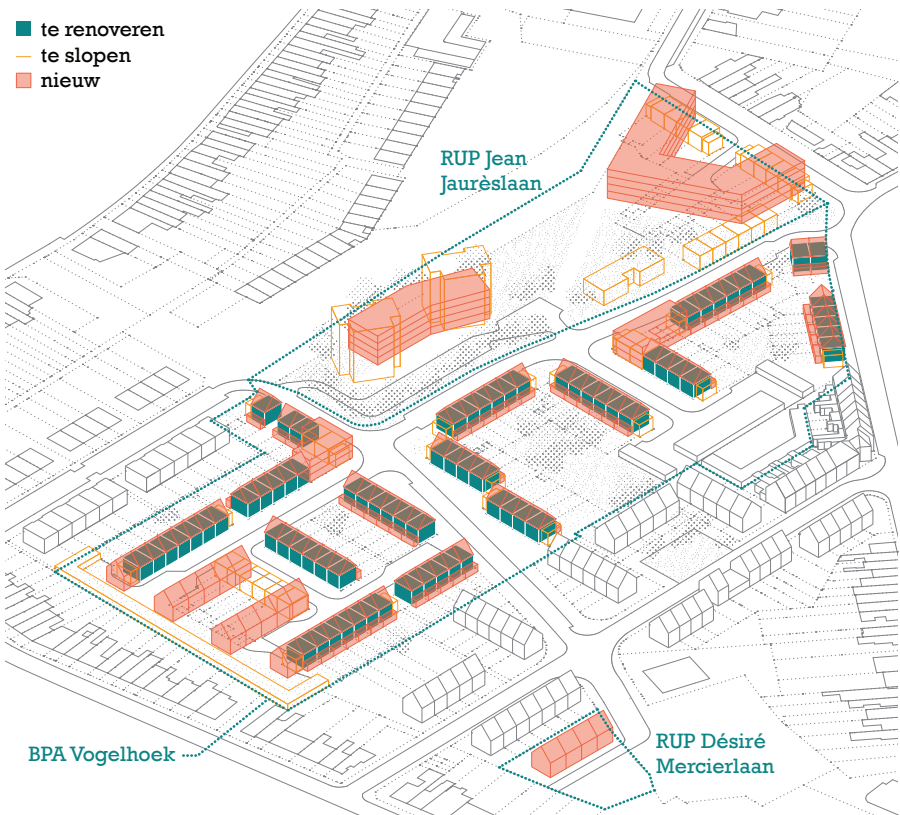 te renoveren
te slopen
nieuw
RUP Jean
Jaurèslaan
BPA Vogelhoek
RUP Désiré
Mercierlaan